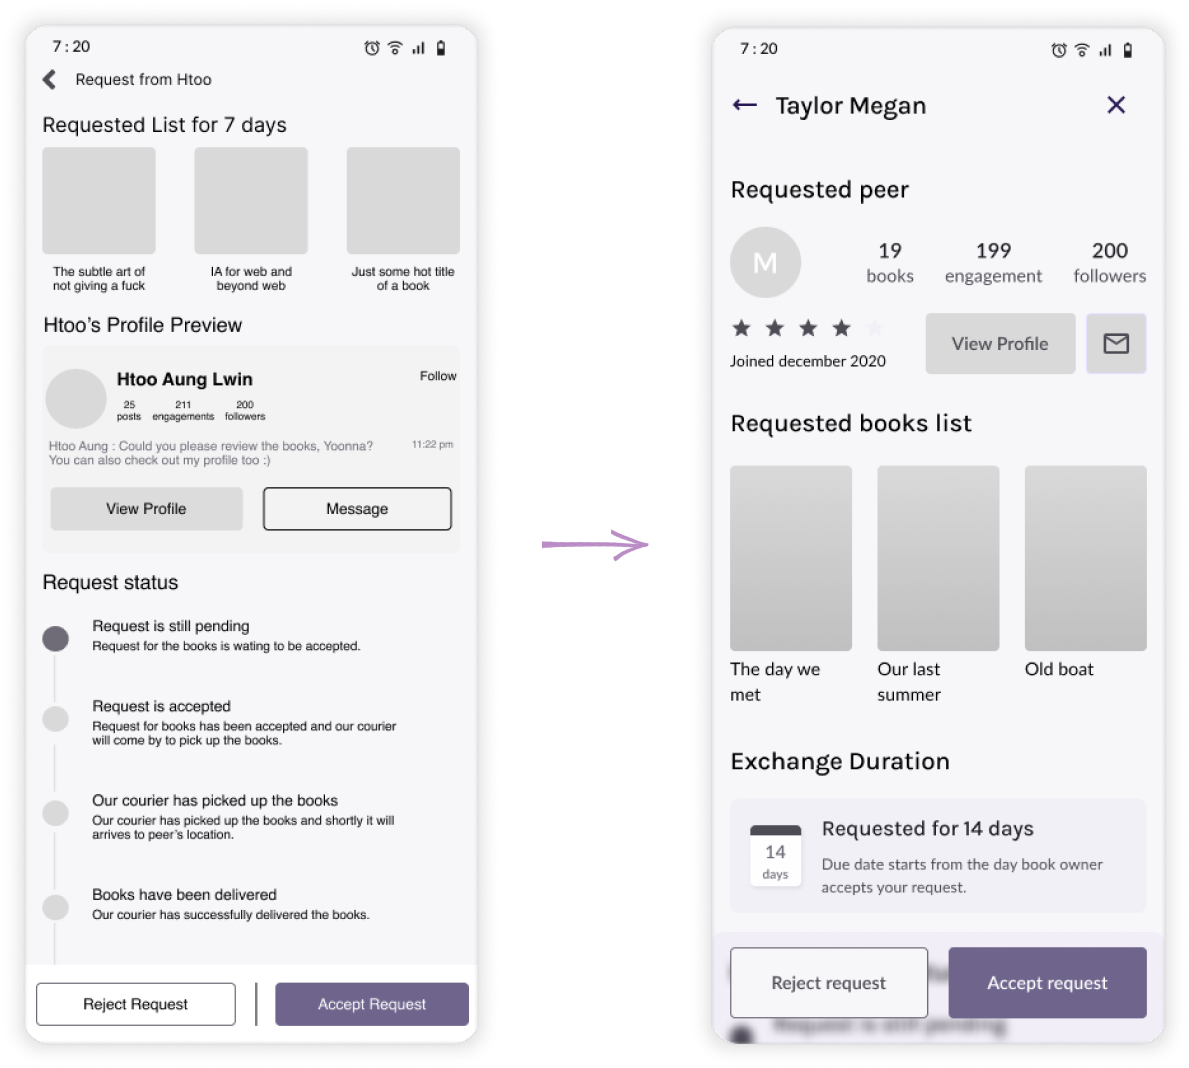 7 : 20
Request from Htoo
Requested List for 7 days
The subtle art of
not giving a fuck
IA for web and
beyond web
Just some hot title
of a book
Htoo's Profile Preview
Htoo Aung Lwin
Follow
25
posts
211
engagements
200
followers
Htoo Aung : Could you please review the books, Yoonna?
You can also check out my profile too :)
11:22 pm
View Profile
Message
Request status
Request is still pending
Request for the books is wating to be accepted.
Request is accepted
Request for books has been accepted and our courier
will come by to pick up the books.
Our courier has picked up the books
Our courier has picked up the books and shortly it will
arrives to peer's location.
Books have been delivered
Our courier has successfully delivered the books.
Reject Request
Accept Request
7 : 20
Taylor Megan
Requested peer
M
19
books
199
engagement
200
followers
Joined december 2020
View Profile
Requested books list
The day we
met
Our last
summer
Old boat
Exchange Duration
14
days
Requested for 14 days
Due date starts from the day book owner
accepts your request.
Reject request
Accept request
Request is still pending